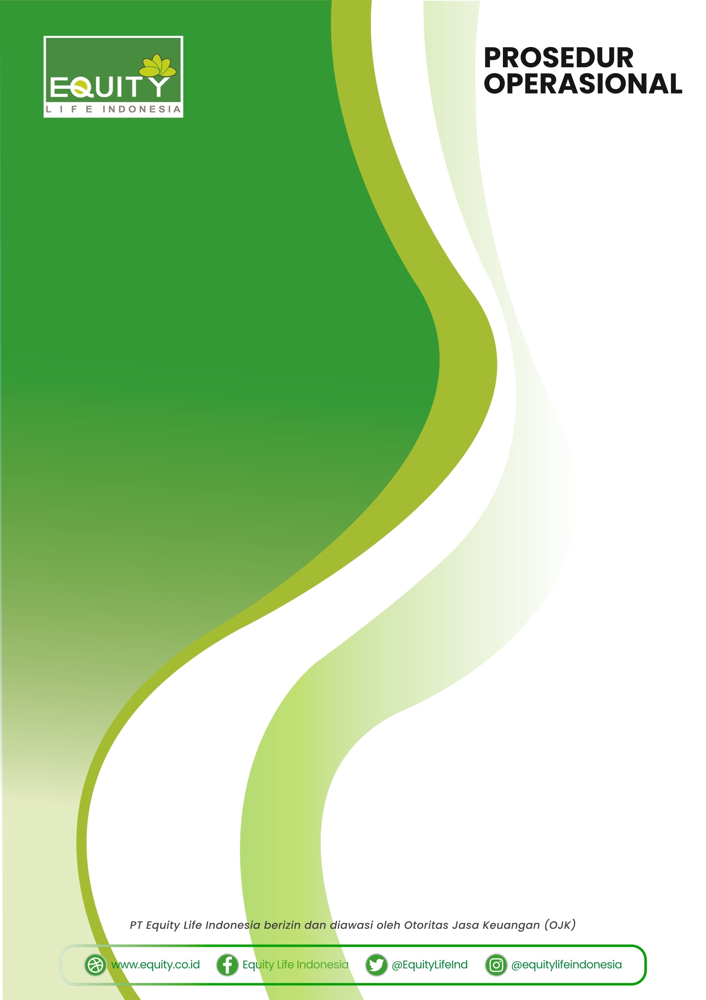 EQUITY
LIFE INDONESIA
PROSEDUR
OPERASIONAL
PT Equity Life Indonesia berizin dan diawasi oleh Otoritas Jasa Keuangan (OJK)
www.equity.co.id Equity Life Indonesia @EquityLifeInd @equitylifeindonesia